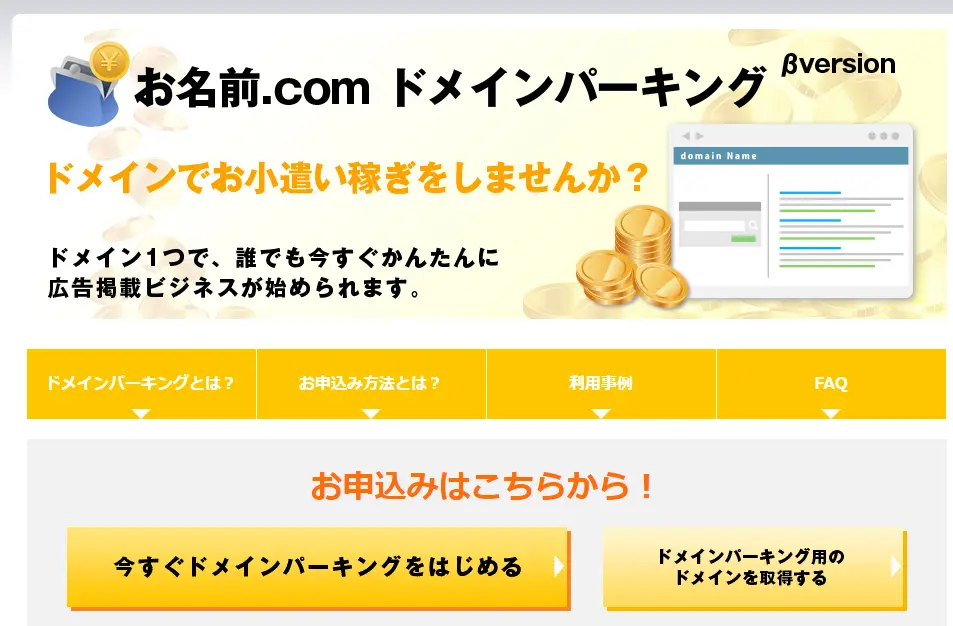 お名前.com ドメインパーキング
βversion
ドメインでお小遣い稼ぎをしませんか？
domain Name
ドメイン1つで、誰でも今すぐかんたんに
広告掲載ビジネスが始められます。
ドメインパーキングとは？
お申込み方法とは？
利用事例
FAQ
お申込みはこちらから！
今すぐドメインパーキングをはじめる
ドメインパーキング用の
ドメインを取得する